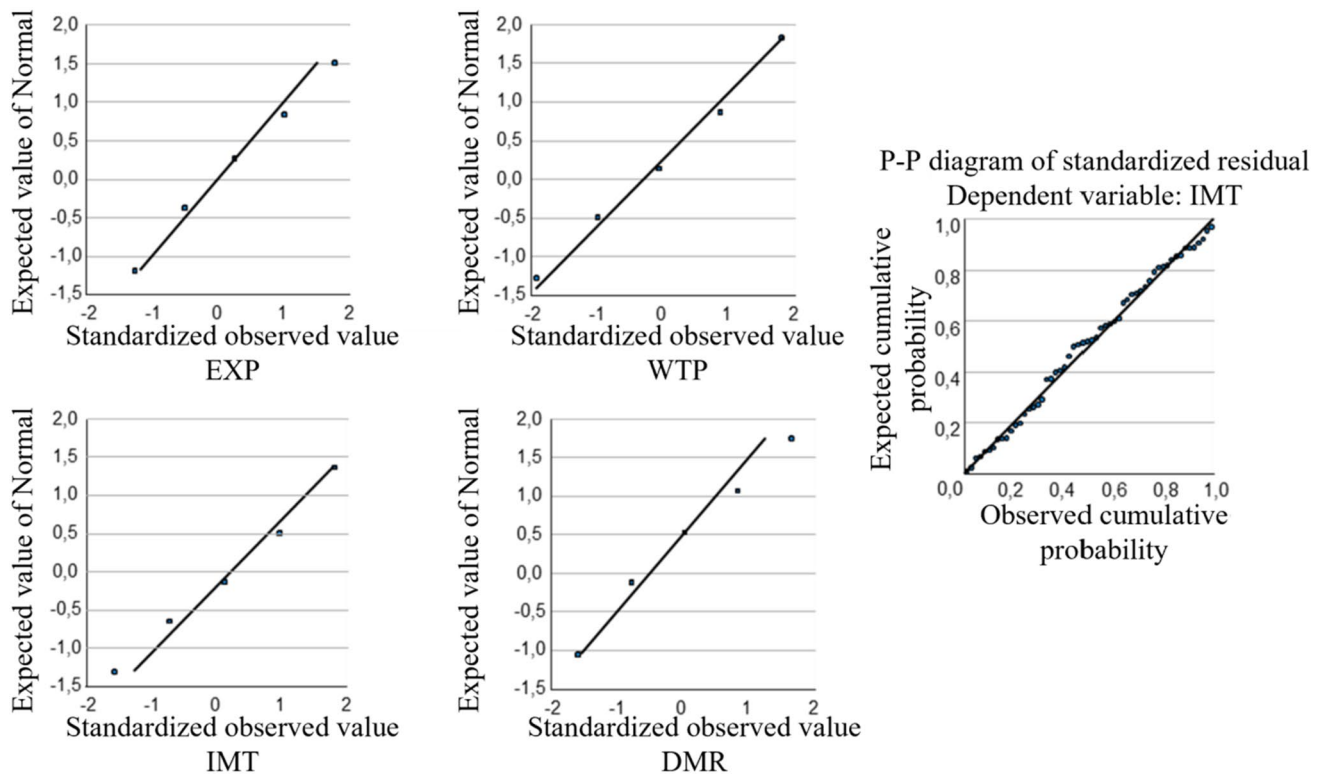 Expected value of Normal
2,0
1,5
1,0
0,5
0,0
-0,5
-1,0
-1,5
-2 -1 0 1 2
Standardized observed value
EXP
Expected value of Normal
2,0
1,5
1,0
0,5
0,0
-0,5
-1,0
-1,5
-2 -1 0 1 2
Standardized observed value
WTP
Expected value of Normal
2,0
1,5
1,0
0,5
0,0
-0,5
-1,0
-1,5
-2 -1 0 1 2
Standardized observed value
IMT
Expected value of Normal
2,0
1,5
1,0
0,5
0,0
-0,5
-1,0
-1,5
-2 -1 0 1 2
Standardized observed value
DMR
P-P diagram of standardized residual
Dependent variable: IMT
Expected cumulative
probability
1,0
0,8
0,6
0,4
0,2
0,0 0,2 0,4 0,6 0,8 1,0
Observed cumulative
probability